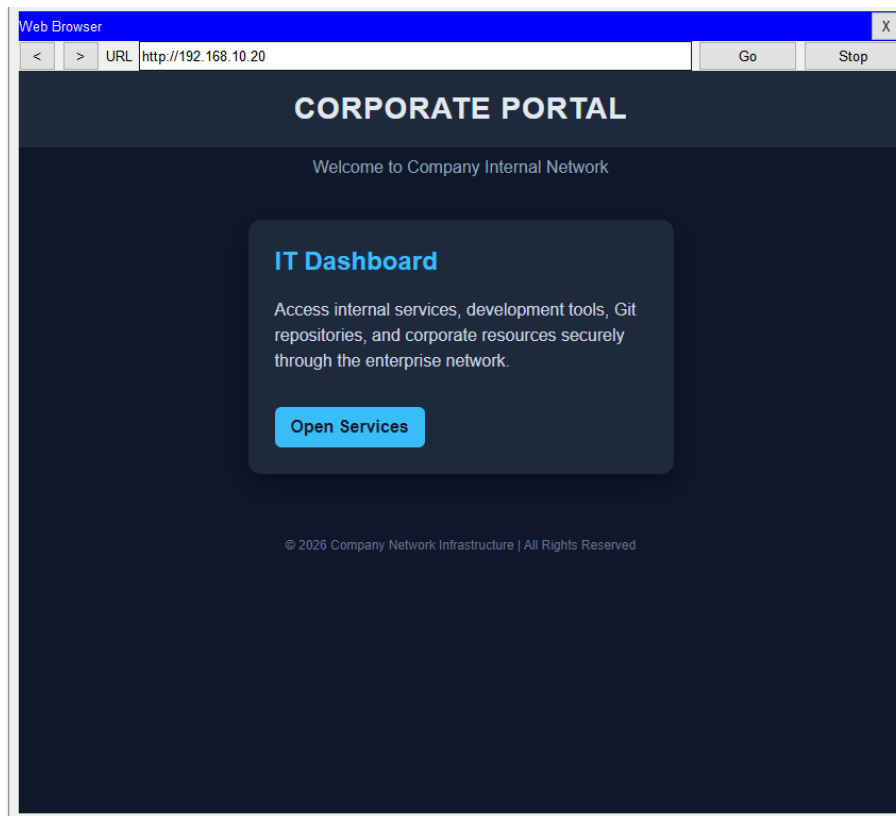 Web Browser X
< > URL http://192.168.10.20 Go Stop
CORPORATE PORTAL
Welcome to Company Internal Network
IT Dashboard
Access internal services, development tools, Git
repositories, and corporate resources securely
through the enterprise network.
Open Services
© 2026 Company Network Infrastructure | All Rights Reserved